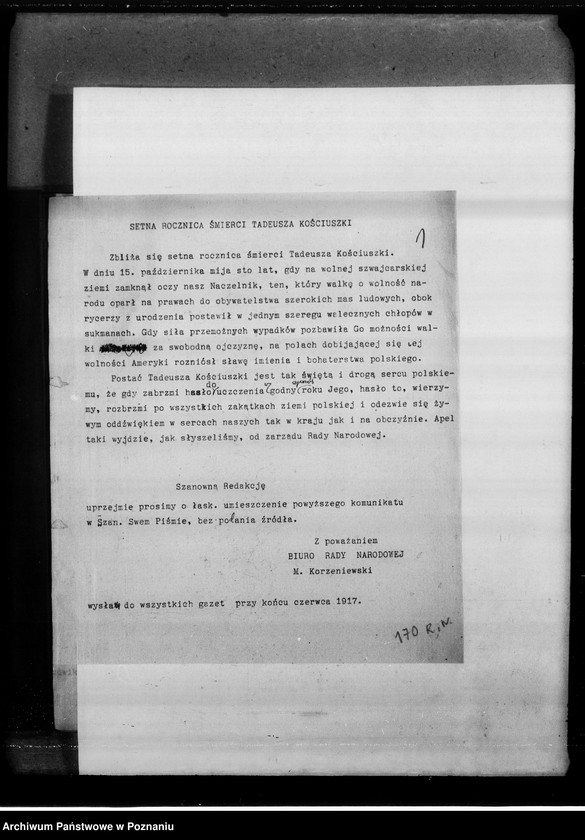 SETNA ROCZNICA ŚMIERCI TADEUSZA KOŚCIUSZKI
1
Zbliśa się setna rocznica śmierci Tadeusza Kościuszki.
W dniu 15. października mija sto lat, gdy na wolnej szwajcarskiej
ziemi zamknął oczy nasz Naczelnik, ten, który walkę o wolność na-
rodu oparł na prawach do obywatelstwa szerokich mas ludowych, obok
rycerzy z urodzenia postawił w jednym szeregu walecznych chłopów w
sukmanach. Gdy siła przemożnych wypadków pozbawiła Go możności wal-
ki za swobodną ojczyznę, na polach dobijającej się tej
wolności Ameryki rozniósł sławę imienia i bohaterstwa polskiego.
Postać Tadeusza Kościuszki jest tak świętą i drogą sercu polskie-
mu, że gdy zabrzmi hasło do uczczenia godny roku Jego, hasło to, wierzy-
my, rozbrzmi po wszystkich zakątkach ziemi polskiej i odezwie się ży-
wym oddźwiękiem w sercach naszych tak w kraju jak i na obczyźnie. Apel
taki wyjdzie, jak słyszeliśmy, od zarządu Rady Narodowej.
Szanowną Redakcję
uprzejmie prosimy o łask. umieszczenie powyższego komunikatu
w Szan. Swem Piśmie, bez podania źródła.
Z poważaniem
BIURO RADY NARODOWEJ
M. Korzeniewski
wysłał do wszystkich gazet przy końcu czerwca 1917.
170 R.N.
Archiwum Państwowe w Poznaniu